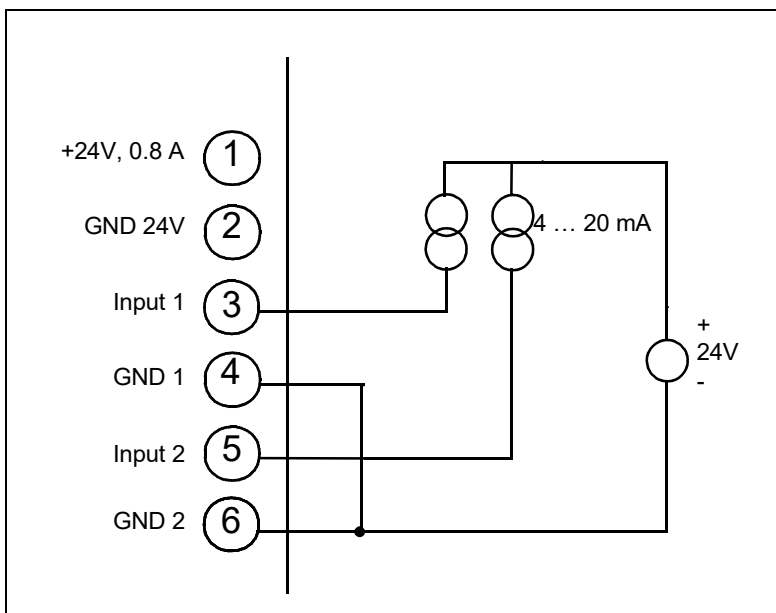 +24V, 0.8 A 1
GND 24V 2
Input 1 3
GND 1 4
Input 2 5
GND 2 6
4 … 20 mA
+
24V
-